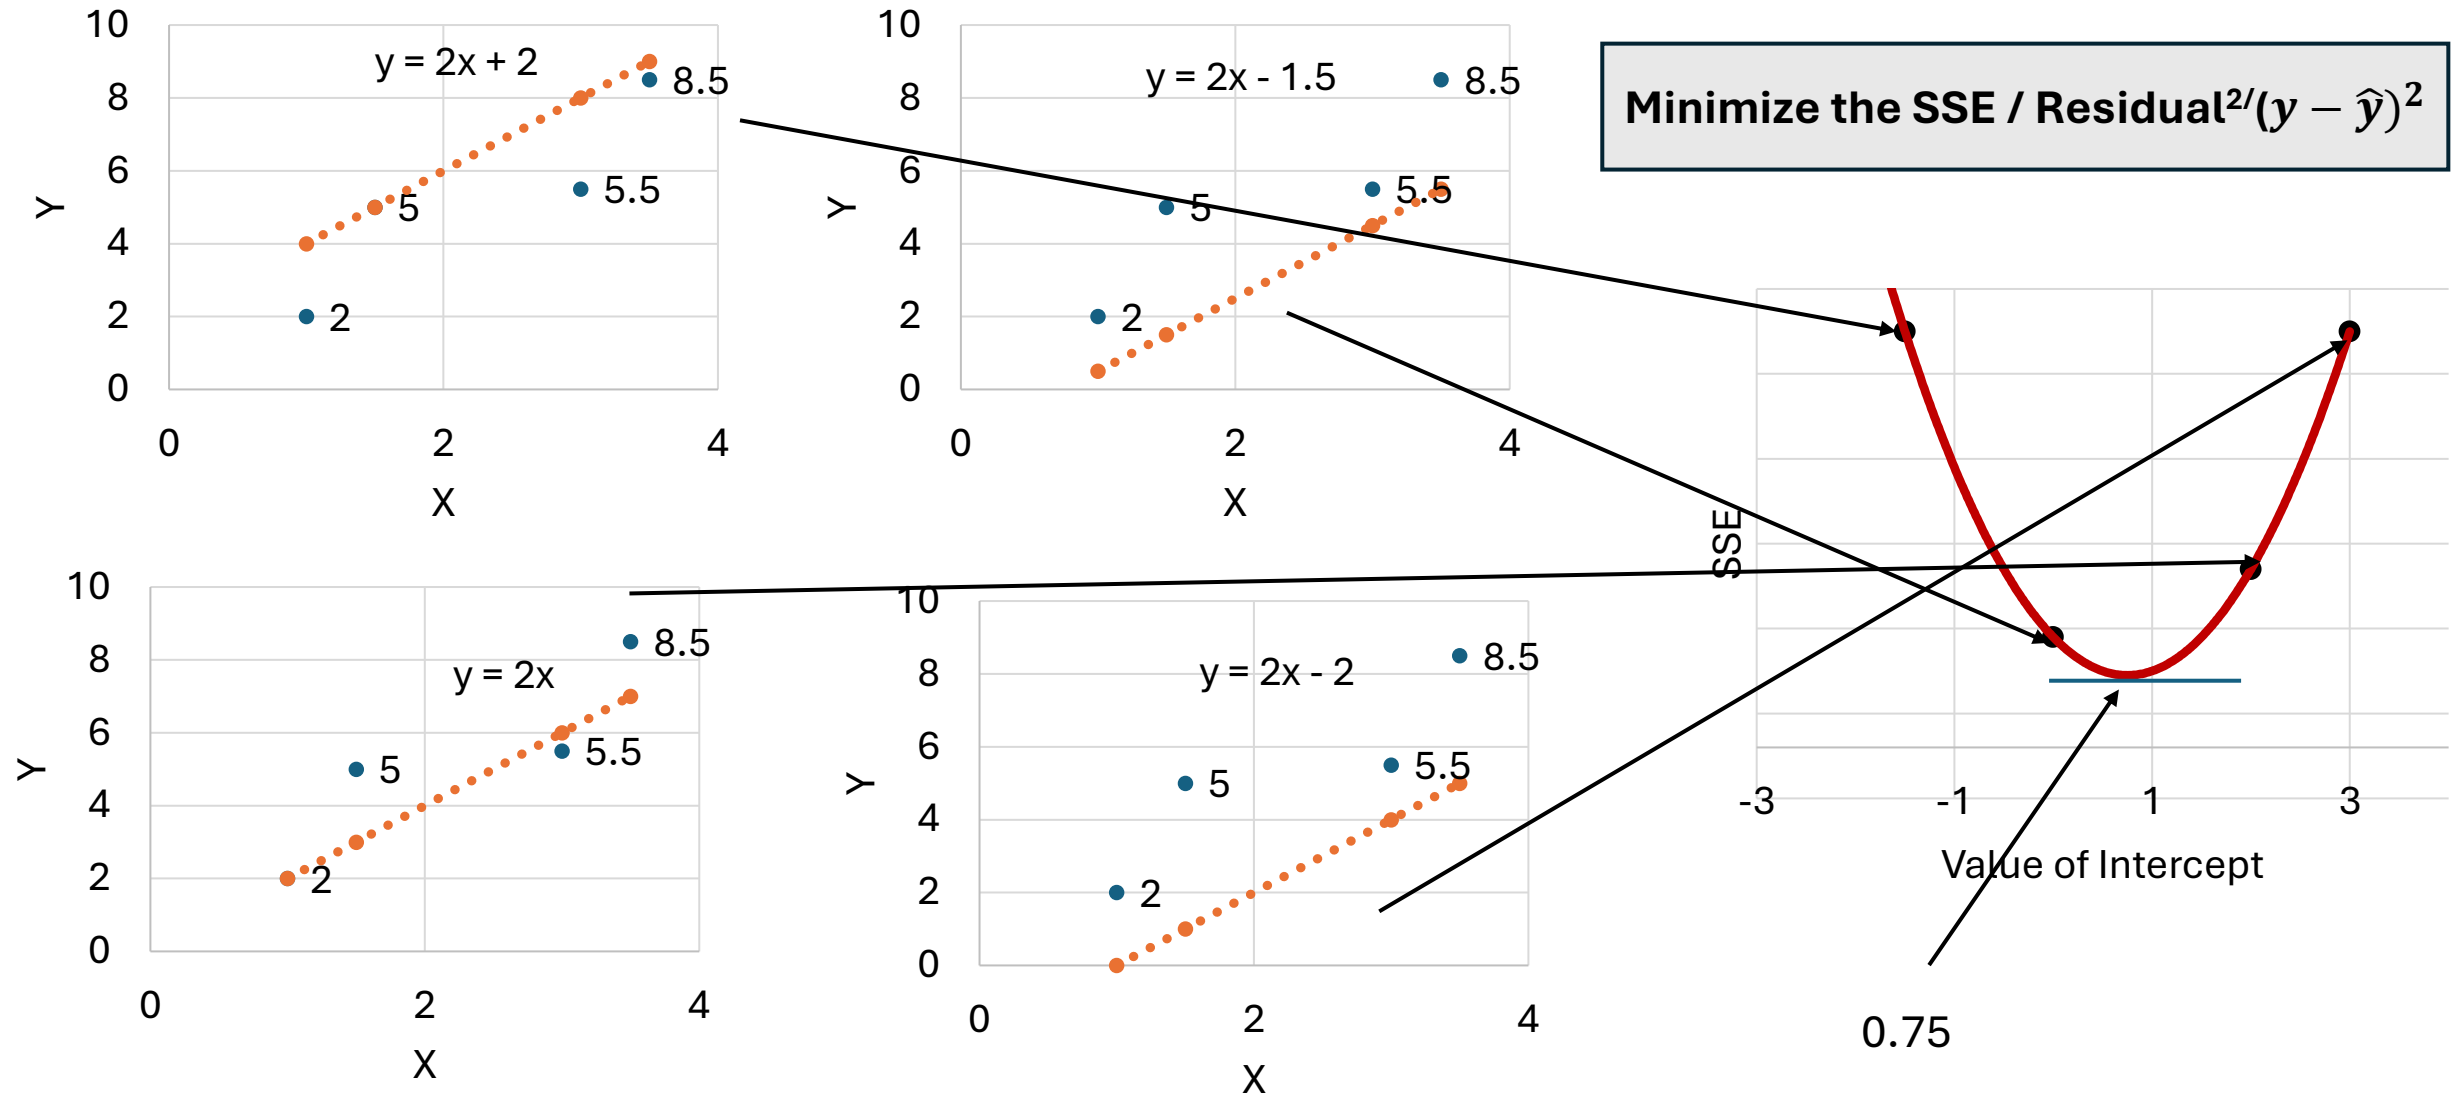 10
8
6
4
2
0
0 2 4
X
Y
y = 2x + 2
8.5
5.5
5
2
10
8
6
4
2
0
0 2 4
X
Y
y = 2x - 1.5
8.5
5.5
5
2
Minimize the SSE / Residual²/(y − ŷ)²
10
8
6
4
2
0
0 2 4
X
Y
y = 2x
8.5
5.5
5
2
10
8
6
4
2
0
0 2 4
X
Y
y = 2x - 2
8.5
5.5
5
2
SSE
-3 -1 1 3
Value of Intercept
0.75